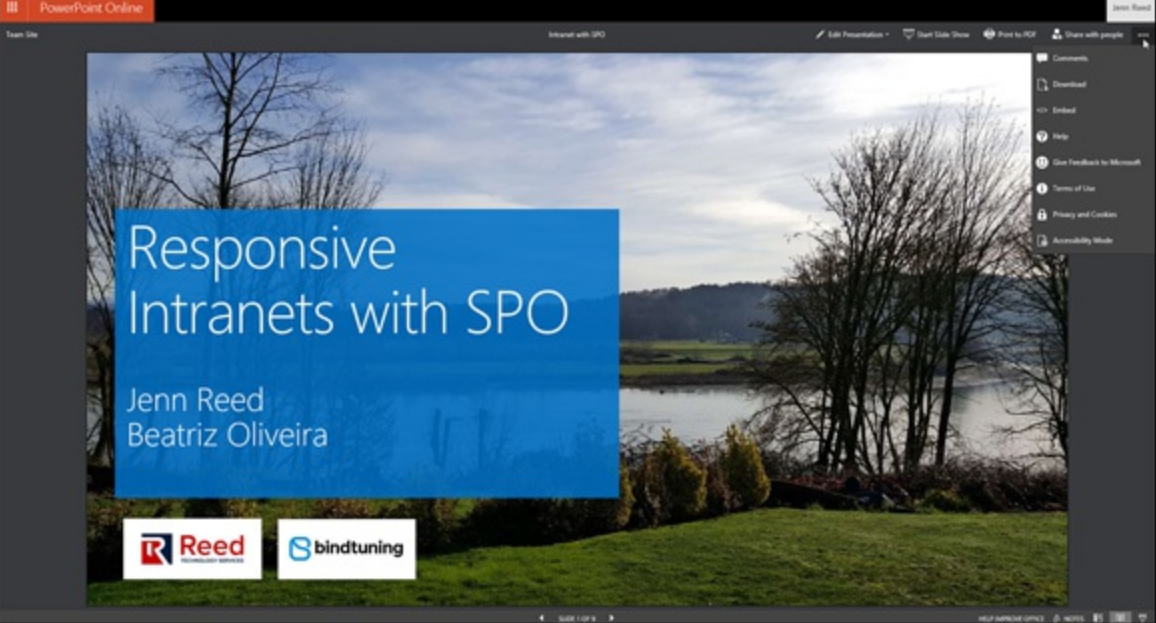 PowerPoint Online
Jenn Reed
Team Site
Intranet with SPO
Edit Presentation
Start Slide Show
Print to PDF
Share with people
Comments
Download
Embed
Help
Give Feedback to Microsoft
Terms of Use
Privacy and Cookies
Accessibility Mode
Responsive
Intranets with SPO
Jenn Reed
Beatriz Oliveira
Reed
TECHNOLOGY SERVICES
bindtuning
SLIDE 1 OF 9
HELP IMPROVE OFFICE
NOTES